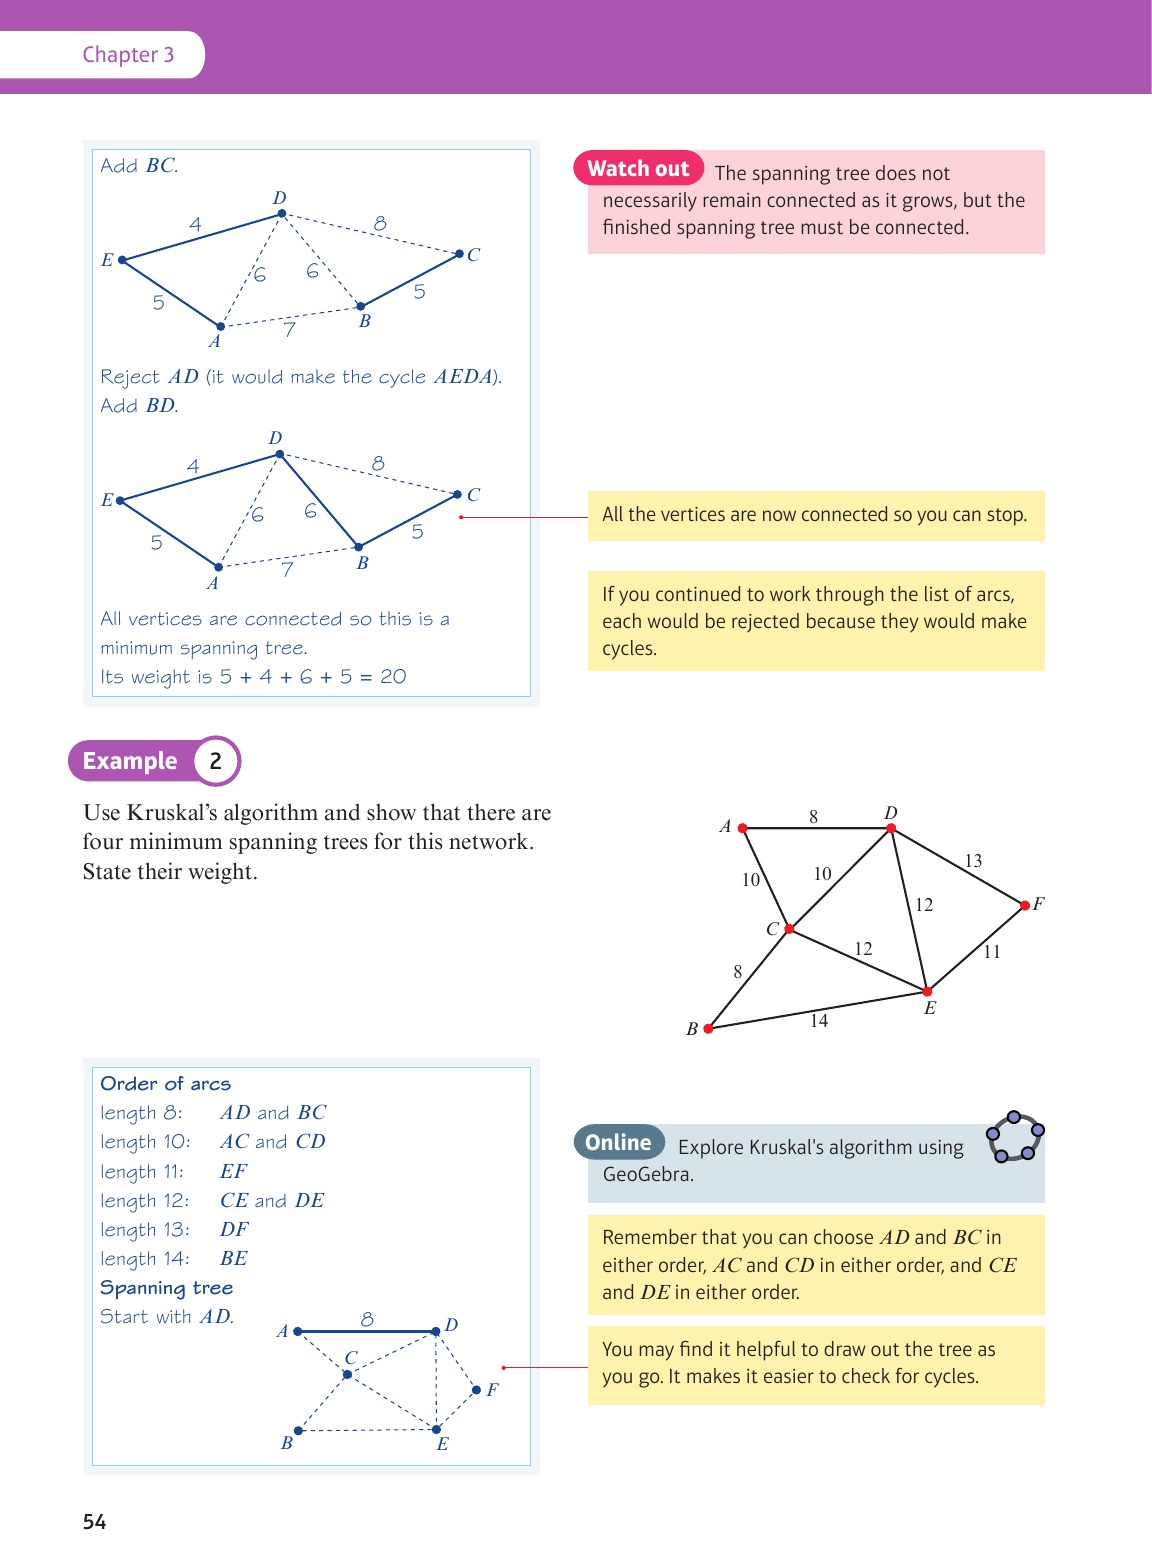 Chapter 3
Add BC.
D
4
8
E
C
6
6
5
5
B
7
A
Reject AD (it would make the cycle AEDA).
Add BD.
D
4
8
E
C
6
6
5
5
B
7
A
All vertices are connected so this is a
minimum spanning tree.
Its weight is 5 + 4 + 6 + 5 = 20
Watch out The spanning tree does not
necessarily remain connected as it grows, but the
finished spanning tree must be connected.
All the vertices are now connected so you can stop.
If you continued to work through the list of arcs,
each would be rejected because they would make
cycles.
Example 2
Use Kruskal’s algorithm and show that there are
four minimum spanning trees for this network.
State their weight.
A
8
D
13
10
10
12
F
C
12
11
8
E
14
B
Order of arcs
length 8: AD and BC
length 10: AC and CD
length 11: EF
length 12: CE and DE
length 13: DF
length 14: BE
Spanning tree
Start with AD.
A
8
D
C
F
B
E
Online Explore Kruskal's algorithm using
GeoGebra.
Remember that you can choose AD and BC in
either order, AC and CD in either order, and CE
and DE in either order.
You may find it helpful to draw out the tree as
you go. It makes it easier to check for cycles.
54